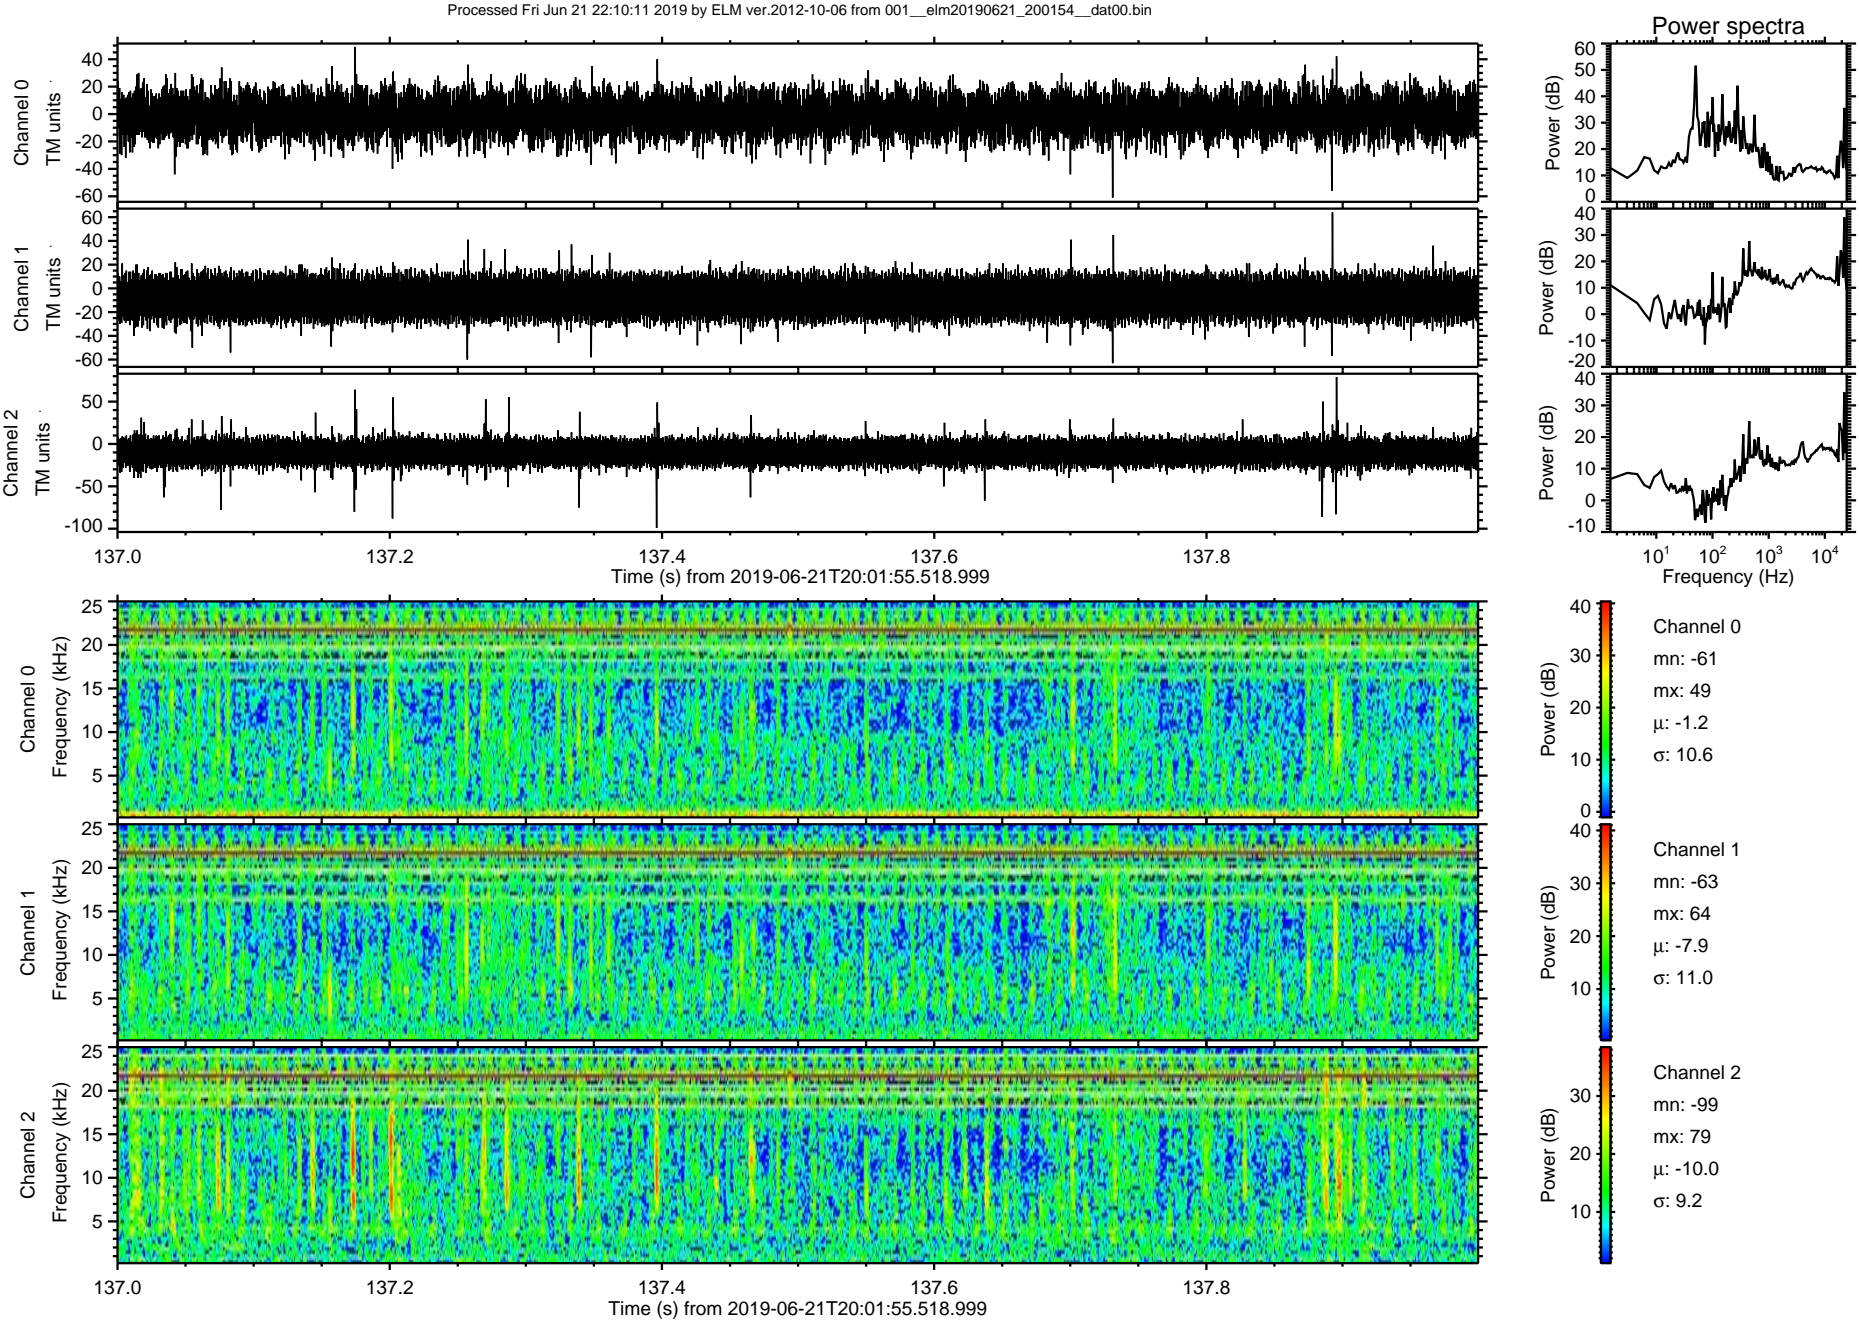 Processed Fri Jun 21 22:10:11 2019 by ELM ver.2012-10-06 from 001__elm20190621_200154__dat00.bin
Power spectra
Channel 0
TM units
40
20
0
-20
-40
-60
Power (dB)
60
50
40
30
20
10
0
Channel 1
TM units
60
40
20
0
-20
-40
-60
Power (dB)
40
30
20
10
0
-10
-20
Channel 2
TM units
50
0
-50
-100
Power (dB)
40
30
20
10
0
-10
137.0 137.2 137.4 137.6 137.8
Time (s) from 2019-06-21T20:01:55.518.999
10¹ 10² 10³ 10⁴
Frequency (Hz)
Channel 0
Frequency (kHz)
25
20
15
10
5
Power (dB)
40
30
20
10
0
Channel 0
mn: -61
mx: 49
μ: -1.2
σ: 10.6
Channel 1
Frequency (kHz)
25
20
15
10
5
Power (dB)
40
30
20
10
Channel 1
mn: -63
mx: 64
μ: -7.9
σ: 11.0
Channel 2
Frequency (kHz)
25
20
15
10
5
Power (dB)
30
20
10
Channel 2
mn: -99
mx: 79
μ: -10.0
σ: 9.2
137.0 137.2 137.4 137.6 137.8
Time (s) from 2019-06-21T20:01:55.518.999